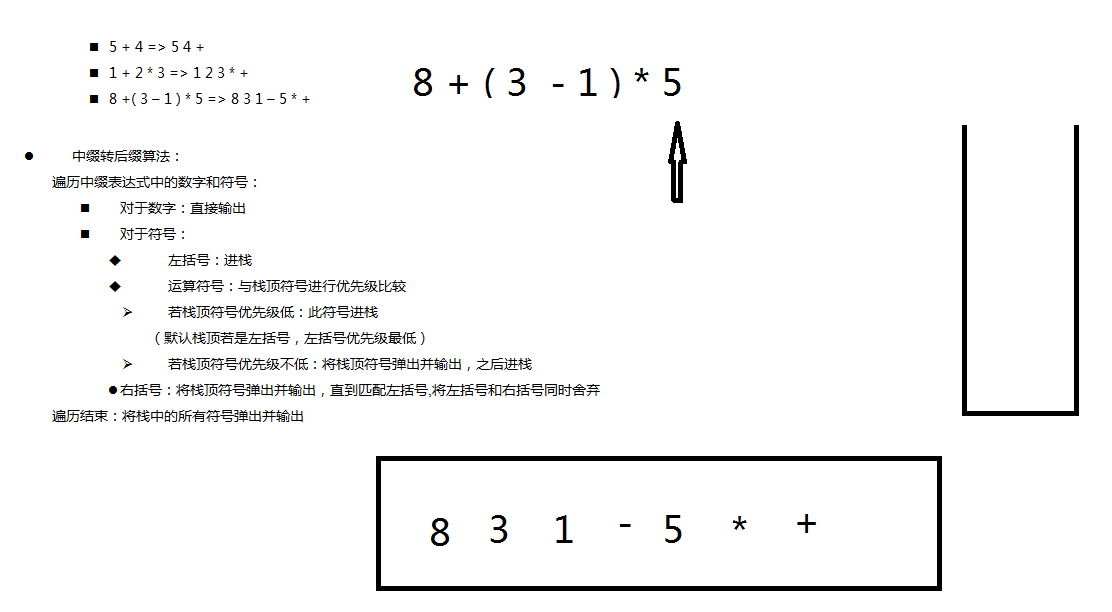 ■ 5 + 4 => 5 4 +
■ 1 + 2 * 3 => 1 2 3 * +
■ 8 +( 3 – 1 ) * 5 => 8 3 1 – 5 * +
8 + ( 3 - 1 ) * 5
● 中缀转后缀算法：
遍历中缀表达式中的数字和符号：
■ 对于数字：直接输出
■ 对于符号：
◆ 左括号：进栈
◆ 运算符号：与栈顶符号进行优先级比较
➢ 若栈顶符号优先级低：此符号进栈
（默认栈顶若是左括号，左括号优先级最低）
➢ 若栈顶符号优先级不低：将栈顶符号弹出并输出，之后进栈
●右括号：将栈顶符号弹出并输出，直到匹配左括号,将左括号和右括号同时舍弃
遍历结束：将栈中的所有符号弹出并输出
8 3 1 - 5 * +